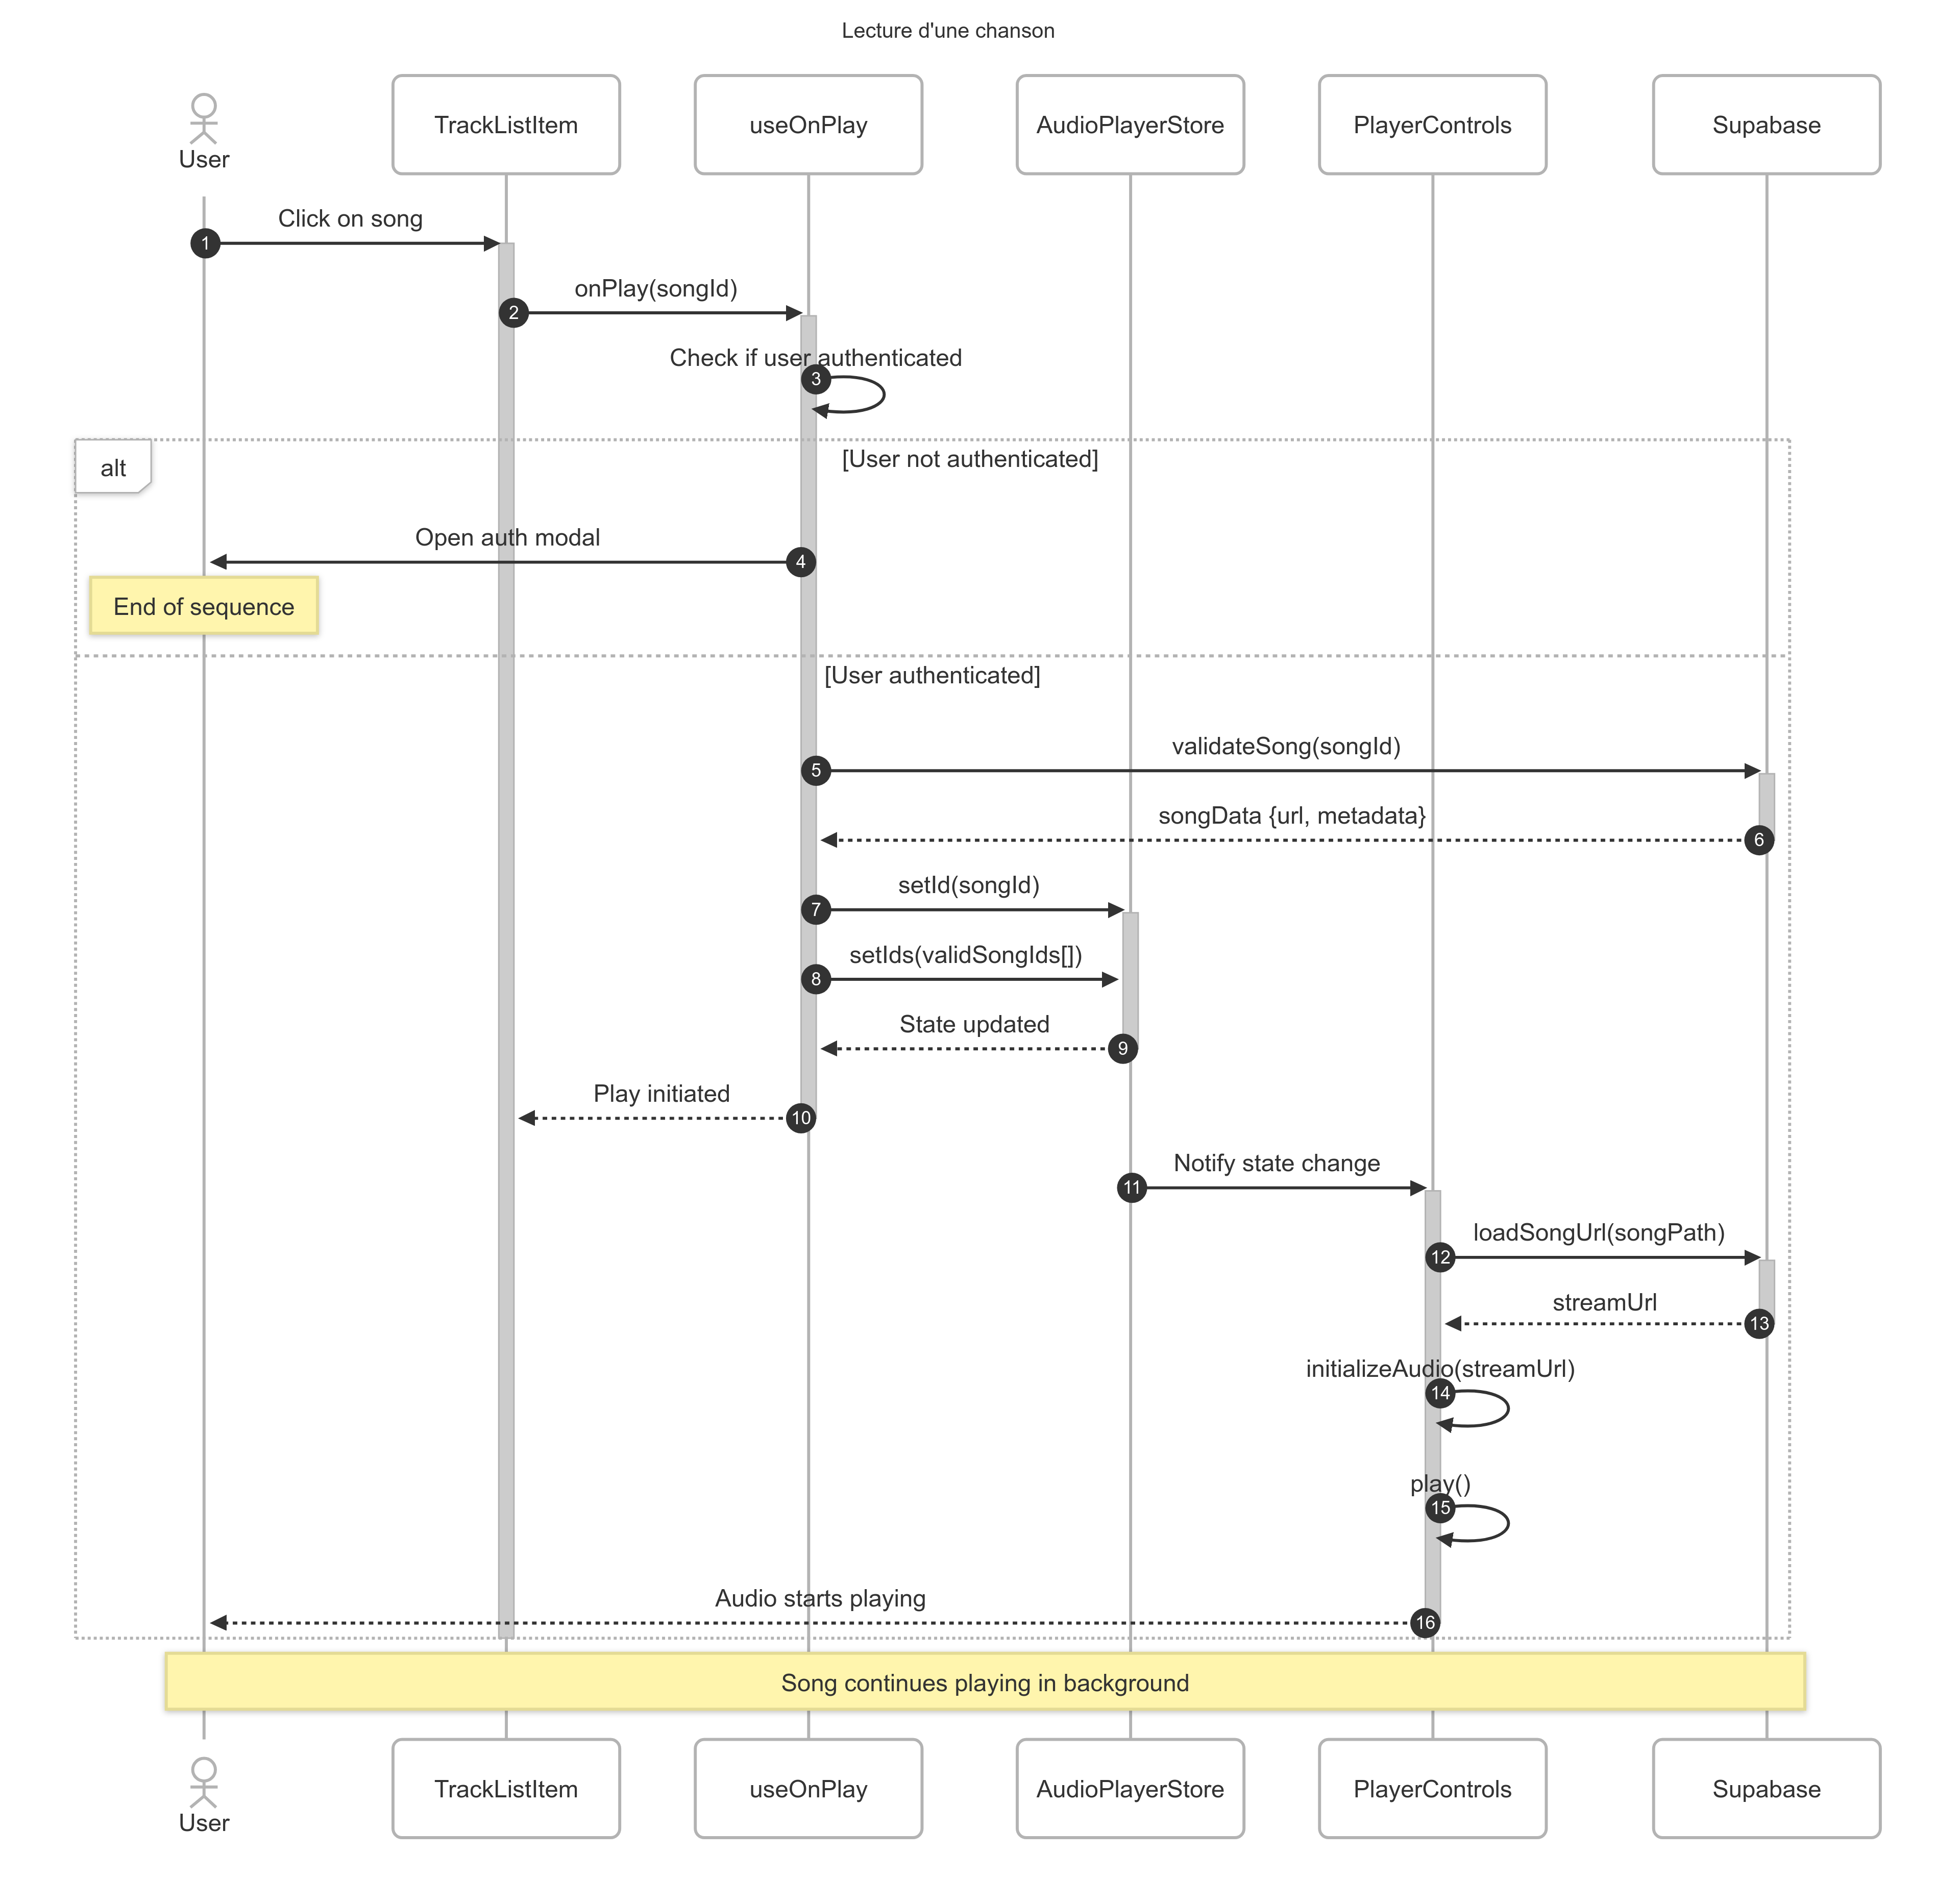 Lecture d'une chanson
User
TrackListItem
useOnPlay
AudioPlayerStore
PlayerControls
Supabase
Click on song
1
onPlay(songId)
2
Check if user authenticated
3
alt
[User not authenticated]
Open auth modal
4
End of sequence
[User authenticated]
validateSong(songId)
5
songData {url, metadata}
6
setId(songId)
7
setIds(validSongIds[])
8
State updated
9
Play initiated
10
Notify state change
11
loadSongUrl(songPath)
12
streamUrl
13
initializeAudio(streamUrl)
14
play()
15
Audio starts playing
16
Song continues playing in background
User
TrackListItem
useOnPlay
AudioPlayerStore
PlayerControls
Supabase